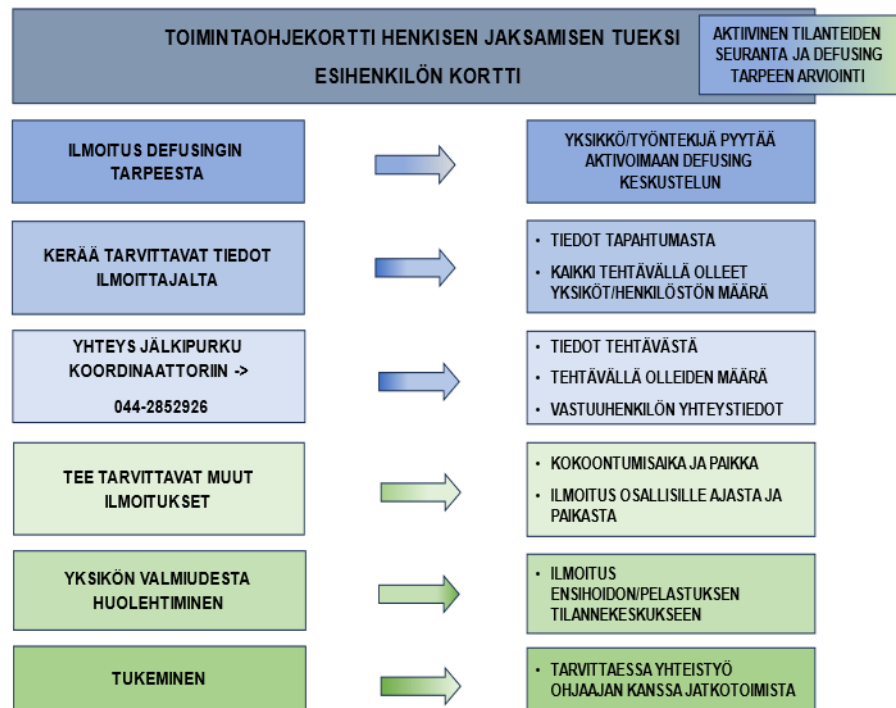 TOIMINTAOHJEKORTTI HENKISEN JAKSAMISEN TUEKSI
ESIHENKILÖN KORTTI
AKTIIVINEN TILANTEIDEN
SEURANTA JA DEFUSING
TARPEEN ARVIOINTI
ILMOITUS DEFUSINGIN
TARPEESTA
YKSIKKÖ/TYÖNTEKIJÄ PYYTÄÄ
AKTIVOIMAAN DEFUSING
KESKUSTELUN
KERÄÄ TARVITTAVAT TIEDOT
ILMOITTAJALTA
• TIEDOT TAPAHTUMASTA
• KAIKKI TEHTÄVÄLLÄ OLLEET
YKSIKÖT/HENKILÖSTÖN MÄÄRÄ
YHTEYS JÄLKIPURKU
KOORDINAATTORIIN ->
044-2852926
• TIEDOT TEHTÄVÄSTÄ
• TEHTÄVÄLLÄ OLLEIDEN MÄÄRÄ
• VASTUUHENKILÖN YHTEYSTIEDOT
TEE TARVITTAVAT MUUT
ILMOITUKSET
• KOKOONTUMISAIKA JA PAIKKA
• ILMOITUS OSALLISILLE AJASTA JA
PAIKASTA
YKSIKÖN VALMIUDESTA
HUOLEHTIMINEN
• ILMOITUS
ENSIHOIDON/PELASTUKSEN
TILANNEKESKUKSEEN
TUKEMINEN
• TARVITTAESSA YHTEISTYÖ
OHJAAJAN KANSSA JATKOTOIMISTA